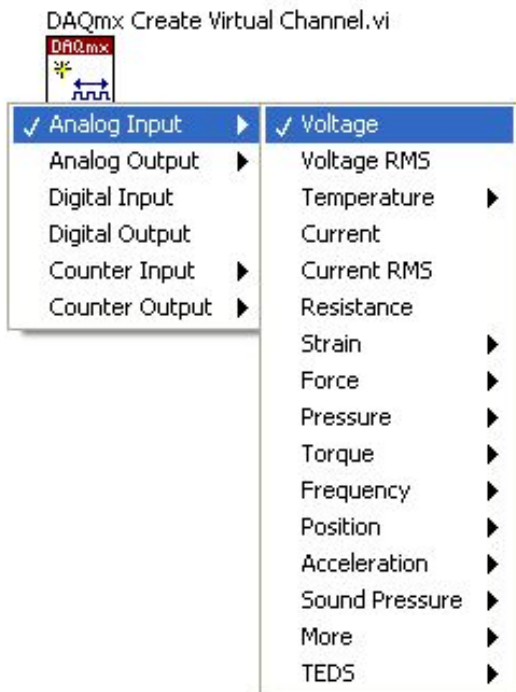 DAQmx Create Virtual Channel.vi
DAQmx
Analog Input
Analog Output
Digital Input
Digital Output
Counter Input
Counter Output
Voltage
Voltage RMS
Temperature
Current
Current RMS
Resistance
Strain
Force
Pressure
Torque
Frequency
Position
Acceleration
Sound Pressure
More
TEDS